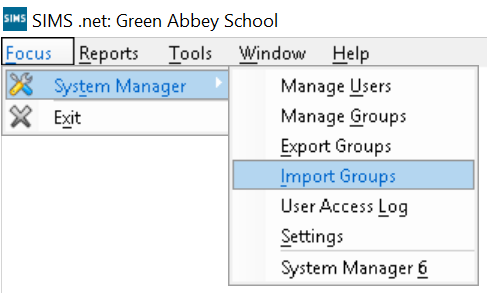 SIMS SIMS .net: Green Abbey School
Focus Reports Tools Window Help
System Manager
Exit
Manage Users
Manage Groups
Export Groups
Import Groups
User Access Log
Settings
System Manager 6